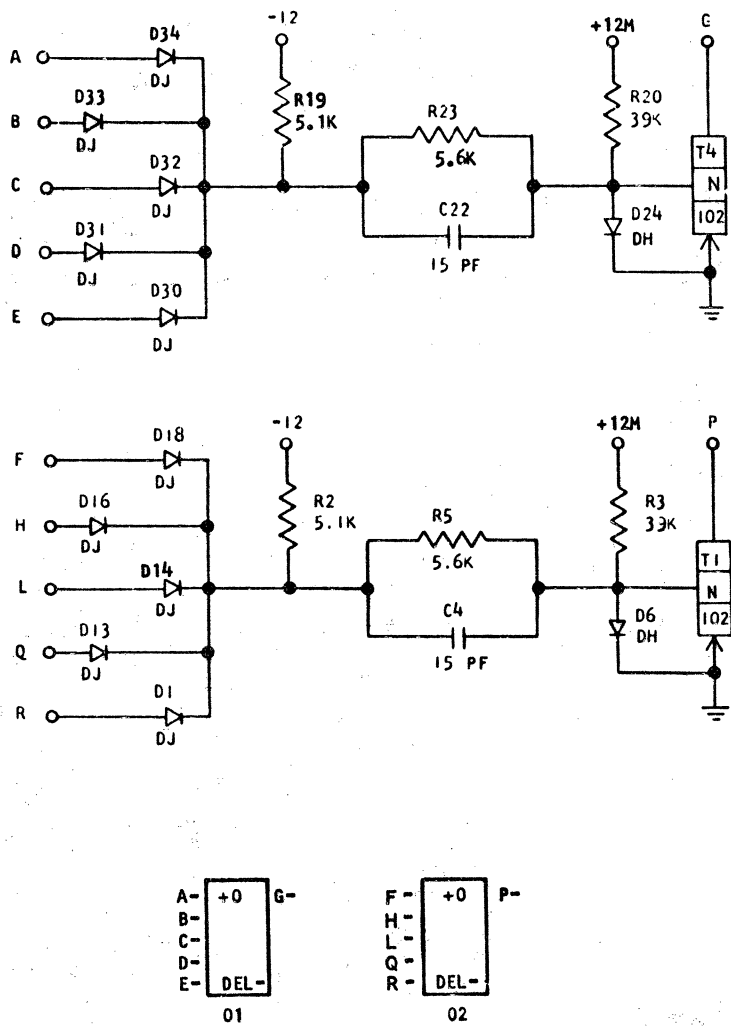 -12
+12M
G
A
D34
DJ
R19
5.1K
R20
39K
B
D33
DJ
R23
5.6K
T4
N
102
C
D32
DJ
C22
15 PF
D24
DH
D
D31
DJ
E
D30
DJ
-12
+12M
P
F
D18
DJ
R2
5.1K
R3
39K
H
D16
DJ
R5
5.6K
T1
N
102
L
D14
DJ
C4
15 PF
D6
DH
Q
D13
DJ
R
D1
DJ
A- +O G-
B-
C-
D-
E- DEL-
01
F- +O P-
H-
L-
Q-
R- DEL-
02